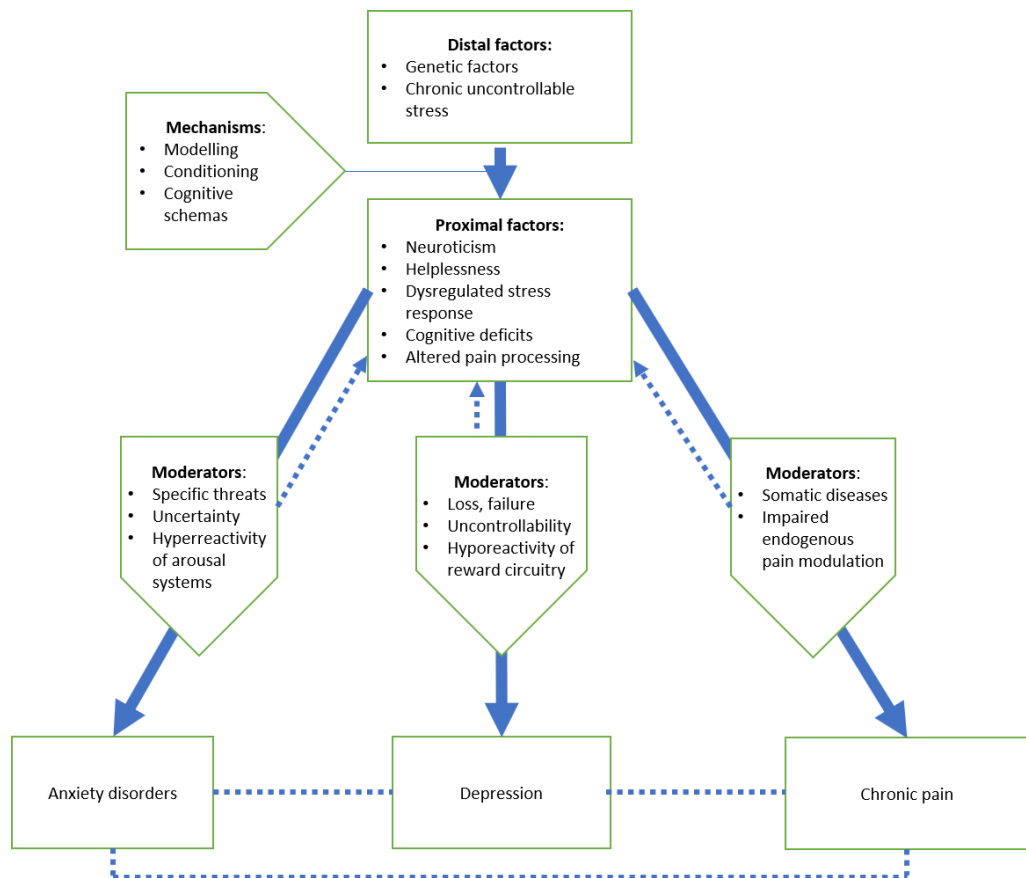 Distal factors:
• Genetic factors
• Chronic uncontrollable
stress
Mechanisms:
• Modelling
• Conditioning
• Cognitive
schemas
Proximal factors:
• Neuroticism
• Helplessness
• Dysregulated stress
response
• Cognitive deficits
• Altered pain processing
Moderators:
• Specific threats
• Uncertainty
• Hyperreactivity
of arousal
systems
Moderators:
• Loss, failure
• Uncontrollability
• Hyporeactivity of
reward circuitry
Moderators:
• Somatic diseases
• Impaired
endogenous
pain modulation
Anxiety disorders
Depression
Chronic pain